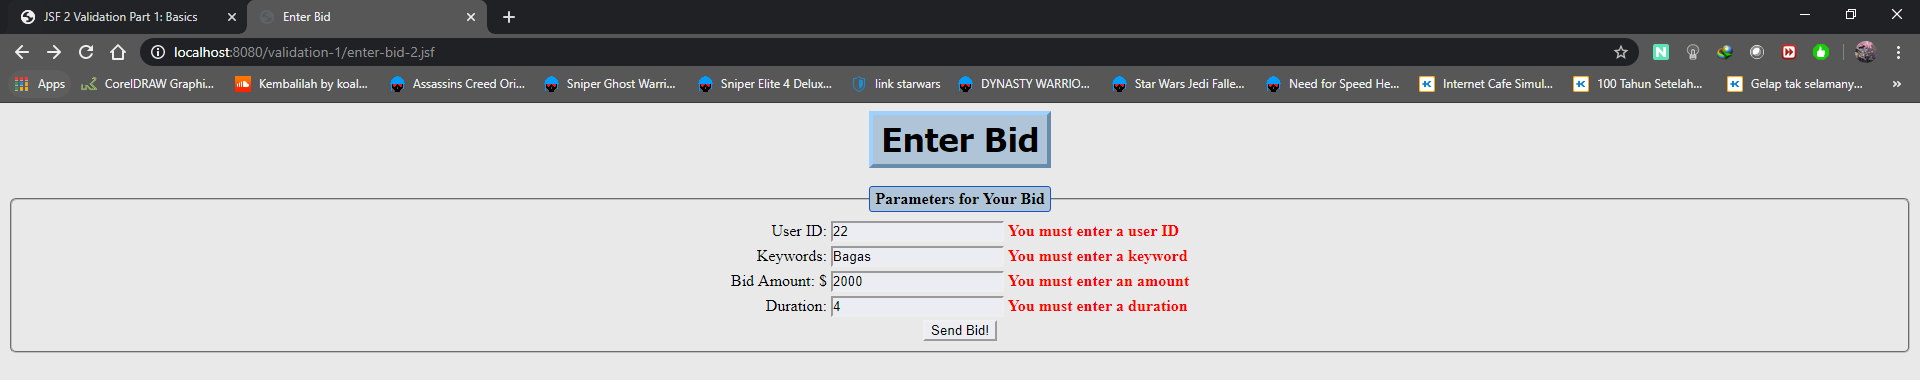 JSF 2 Validation Part 1: Basics
Enter Bid
localhost:8080/validation-1/enter-bid-2.jsf
Apps
CorelDRAW Graphi...
Kembalilah by koal...
Assassins Creed Ori...
Sniper Ghost Warri...
Sniper Elite 4 Delux...
link starwars
DYNASTY WARRIO...
Star Wars Jedi Falle...
Need for Speed He...
Internet Cafe Simul...
100 Tahun Setelah...
Gelap tak selamany...
Enter Bid
Parameters for Your Bid
User ID: 22 You must enter a user ID
Keywords: Bagas You must enter a keyword
Bid Amount: $ 2000 You must enter an amount
Duration: 4 You must enter a duration
Send Bid!